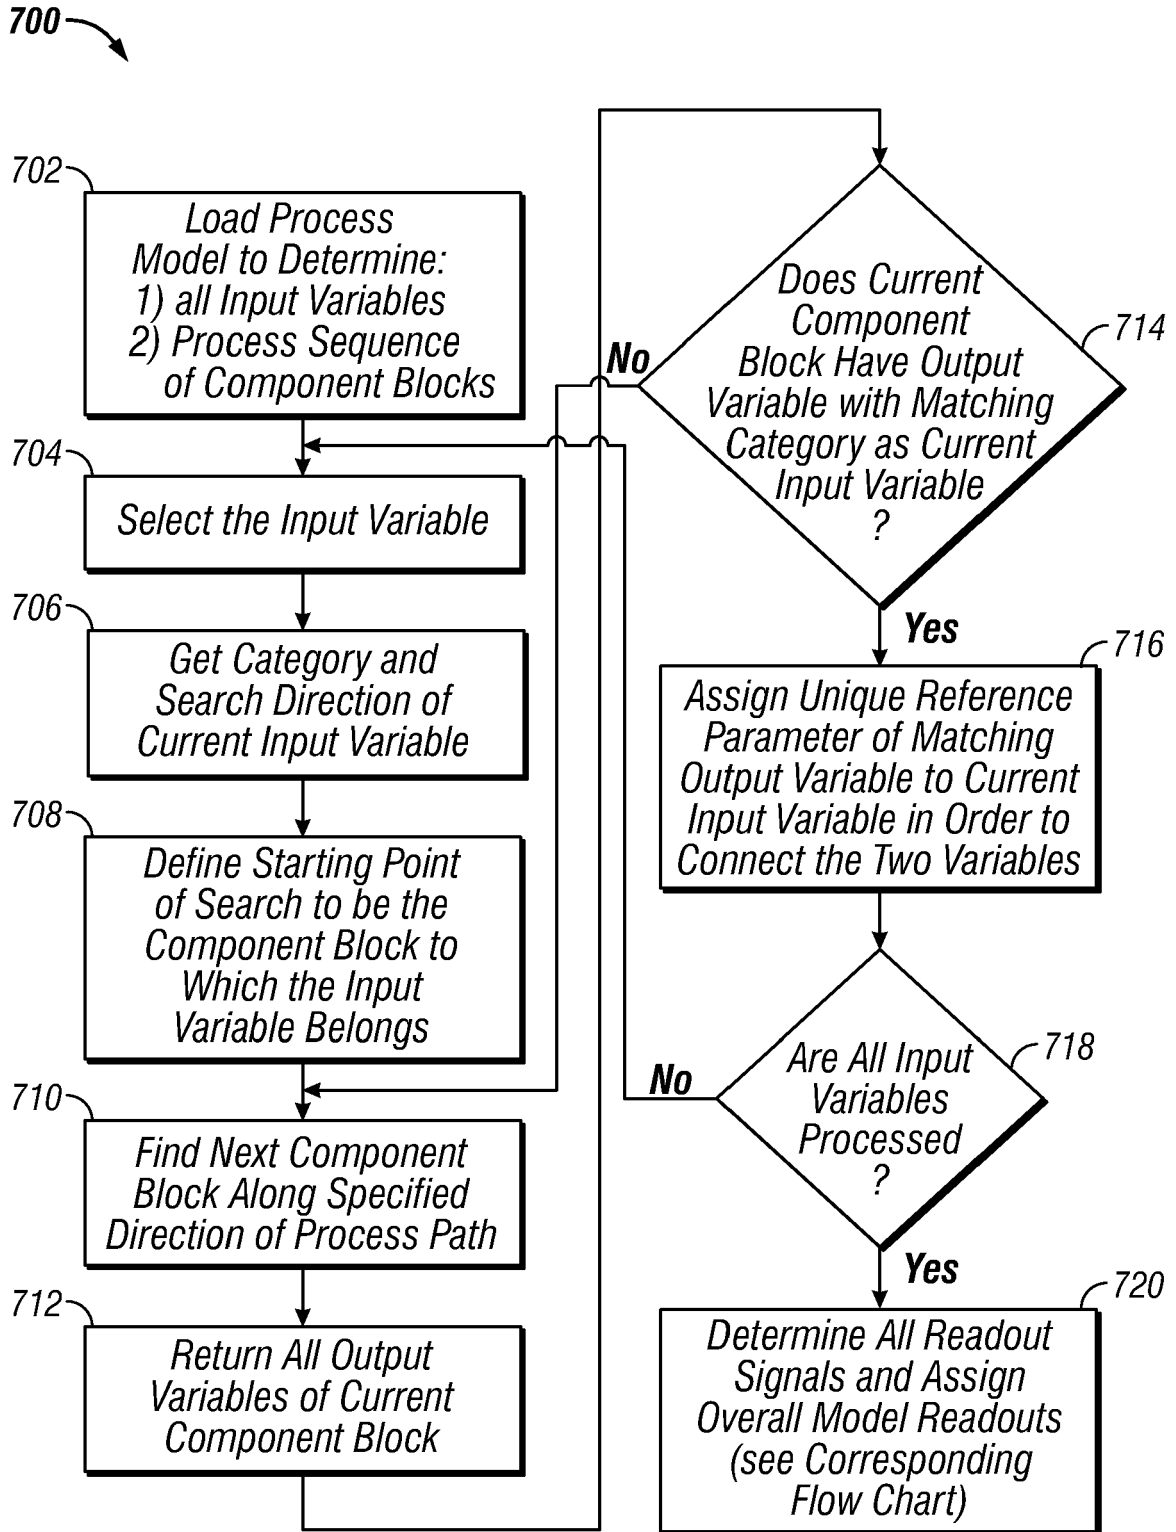 700
702
Load Process
Model to Determine:
1) all Input Variables
2) Process Sequence
of Component Blocks
704
Select the Input Variable
706
Get Category and
Search Direction of
Current Input Variable
708
Define Starting Point
of Search to be the
Component Block to
Which the Input
Variable Belongs
710
Find Next Component
Block Along Specified
Direction of Process Path
712
Return All Output
Variables of Current
Component Block
714
Does Current
Component
Block Have Output
Variable with Matching
Category as Current
Input Variable
?
No
Yes
716
Assign Unique Reference
Parameter of Matching
Output Variable to Current
Input Variable in Order to
Connect the Two Variables
718
Are All Input
Variables
Processed
?
No
Yes
720
Determine All Readout
Signals and Assign
Overall Model Readouts
(see Corresponding
Flow Chart)